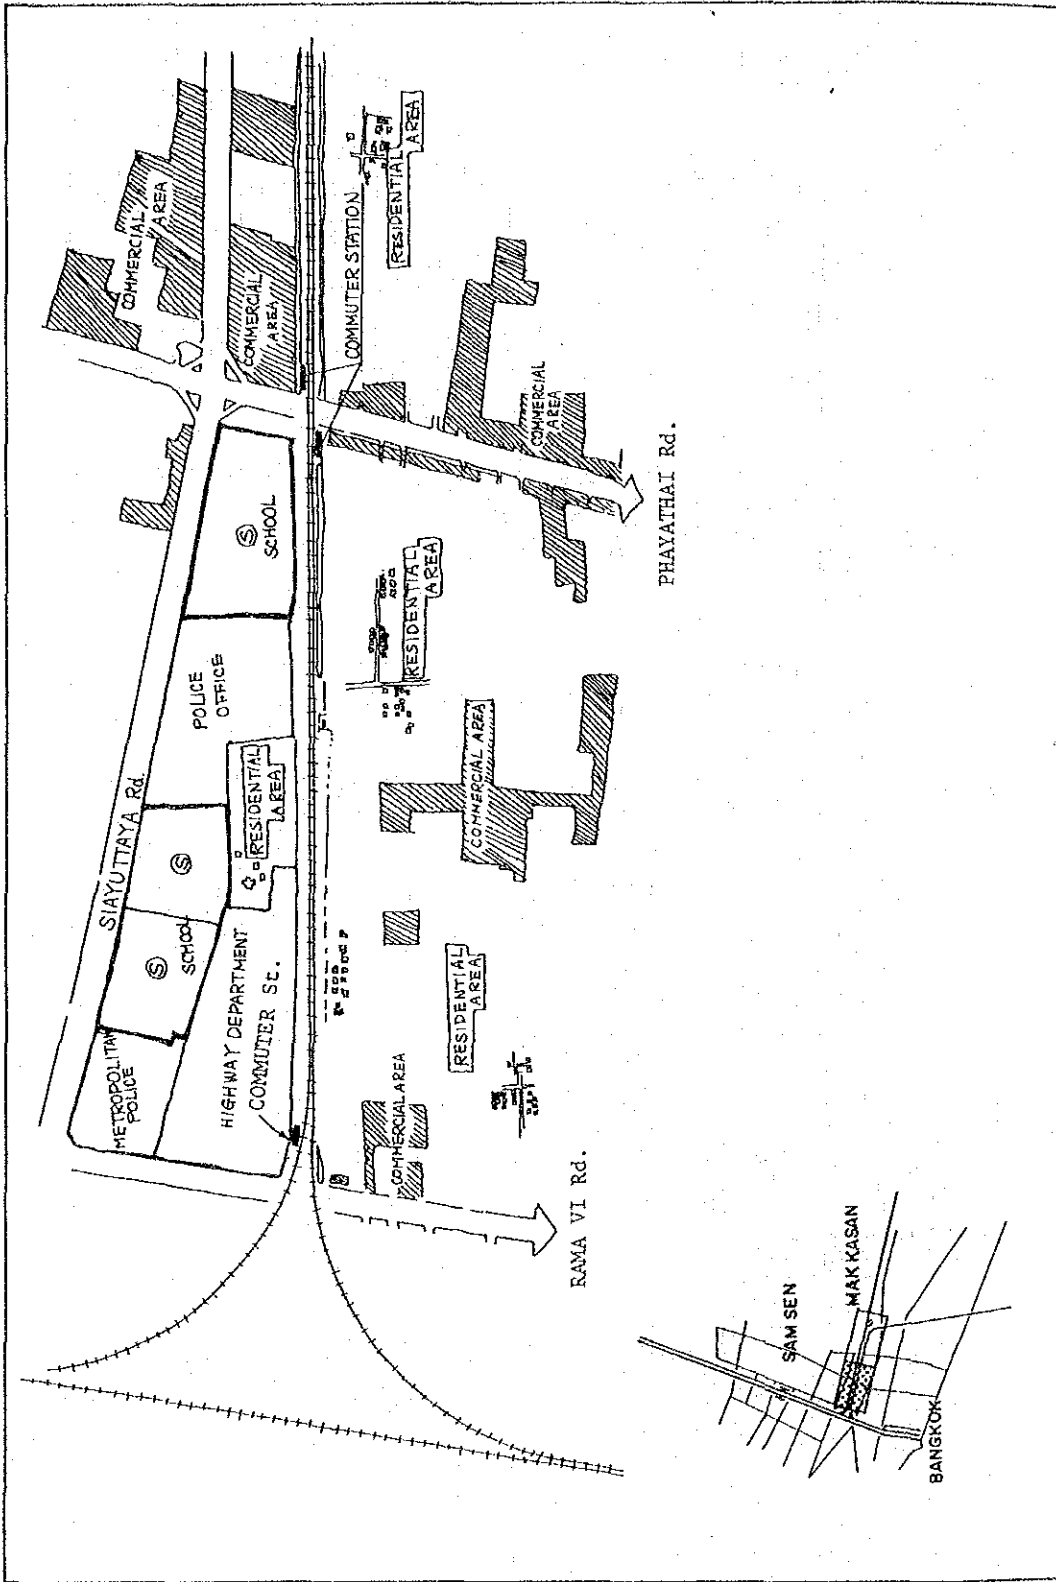 COMMERCIAL
AREA
COMMERCIAL
AREA
COMMUTER STATION
RESIDENTIAL
AREA
SIAYUTTAYA Rd.
METROPOLITAN
POLICE
S
SCHOOL
S
POLICE
OFFICE
S
SCHOOL
RESIDENTIAL
AREA
HIGHWAY DEPARTMENT
COMMUTER St.
COMMERCIAL AREA
RESIDENTIAL
AREA
COMMERCIAL AREA
RESIDENTIAL
AREA
COMMERCIAL
AREA
RAMA VI Rd.
PHAYATHAI Rd.
SAM SEN
MAK KASAN
BANGKOK